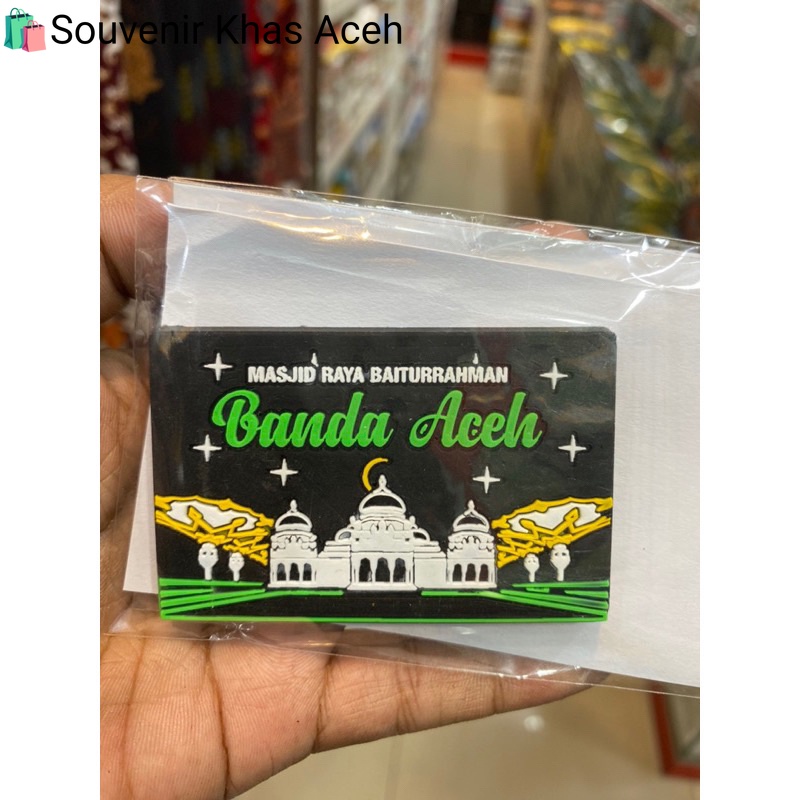 Souvenir Khas Aceh
MASJID RAYA BAITURRAHMAN
Banda Aceh